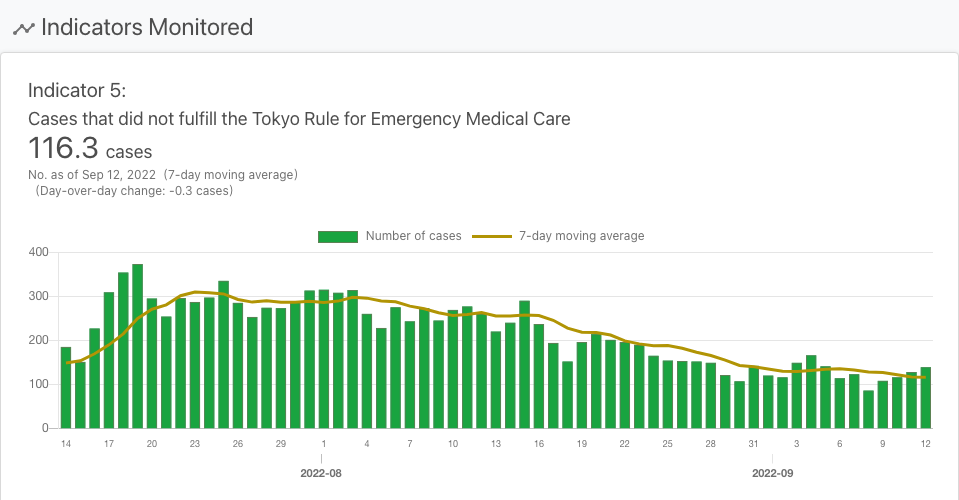 Indicators Monitored
Indicator 5:
Cases that did not fulfill the Tokyo Rule for Emergency Medical Care
116.3 cases
No. as of Sep 12, 2022 (7-day moving average)
(Day-over-day change: -0.3 cases)
Number of cases 7-day moving average
400
300
200
100
0
14 17 20 23 26 29 1 4 7 10 13 16 19 22 25 28 31 3 6 9 12
2022-08 2022-09